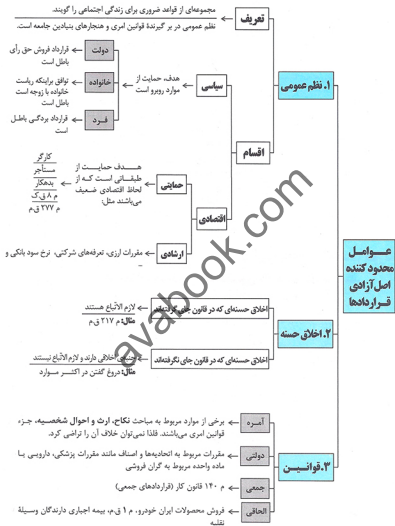 مجموعه‌ای از قواعد ضروری برای زندگی اجتماعی را گویند.
تعریف
نظم عمومی در بر گیرندهٔ قوانین امری و هنجارهای بنیادین جامعه است.
۱. نظم عمومی
اقسام
سیاسی
هدف، حمایت از
موارد روبرو است
دولت
قرارداد فروش حق رأی
باطل است
خانواده
توافق براینکه ریاست
خانواده با زوجه است
باطل است
فرد
قرارداد بردگی باطل
است
اقتصادی
حمایتی
هدف حمایت از
طبقاتی است که از
لحاظ اقتصادی ضعیف
می‌باشند مثل:
کارگر
مستأجر
بدهکار
م ۸ ق.ک
م ۲۷۷ ق.م
ارشادی
مقررات ارزی، تعرفه‌های شرکتی، نرخ سود بانکی و
عوامل
محدود کننده
اصل آزادی
قراردادها
۲. اخلاق حسنه
اخلاق حسنه‌ای که در قانون جای گرفته‌اند
لازم الاتّباع هستند
مثال: م ۲۱۷ ق.م
اخلاق حسنه‌ای که در قانون جای نگرفته‌اند
جنبه‌ای اخلاقی دارند و لازم الاتّباع نیستند
مثال: دروغ گفتن در اکثر موارد
۳. قوانین
آمره
برخی از موارد مربوط به مباحث نکاح، ارث و احوال شخصیه، جزء
قوانین امری می‌باشند. فلذا نمی‌توان خلاف آن را تراضی کرد.
دولتی
مقررات مربوط به اتحادیه‌ها و اصناف مانند مقررات پزشکی، دارویی یا
ماده واحده مربوط به گران فروشی
جمعی
م ۱۴۰ قانون کار (قراردادهای جمعی)
الحاقی
فروش محصولات ایران خودرو، م ۱ ق.م، بیمه اجباری دارندگان وسیلهٔ
نقلیه
avabook.com